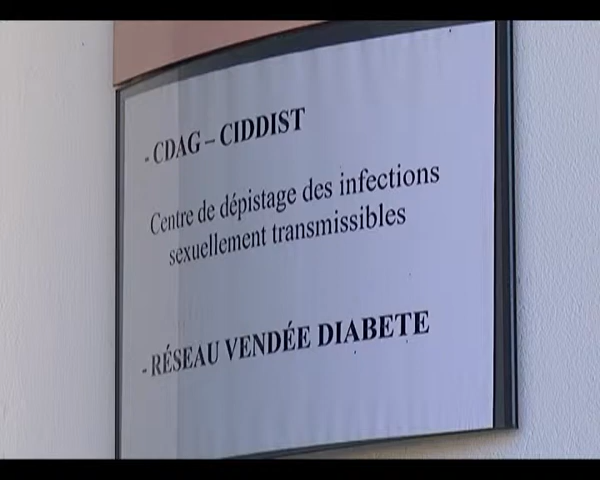 - CDAG – CIDDIST
Centre de dépistage des infections
sexuellement transmissibles
- RÉSEAU VENDÉE DIABETE